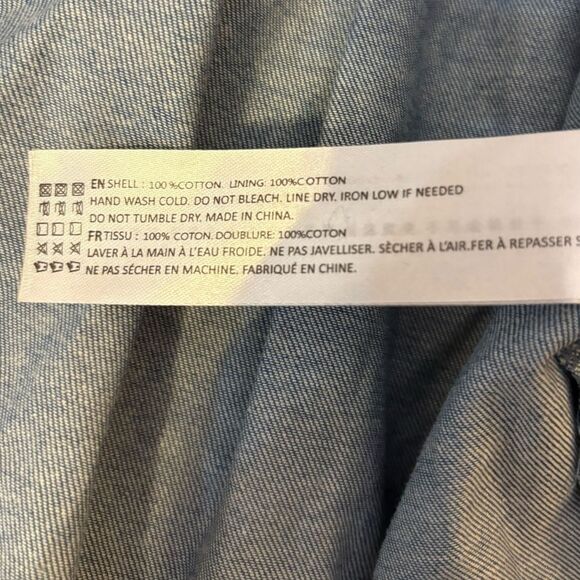 EN SHELL : 100 %COTTON. LINING: 100%COTTON
HAND WASH COLD. DO NOT BLEACH. LINE DRY. IRON LOW IF NEEDED
DO NOT TUMBLE DRY. MADE IN CHINA.
FR TISSU : 100% COTON. DOUBLURE: 100%COTTON
LAVER À LA MAIN À L'EAU FROIDE. NE PAS JAVELLISER. SÈCHER À L'AIR.FER À REPASSER S
NE PAS SÉCHER EN MACHINE. FABRIQUÉ EN CHINE.